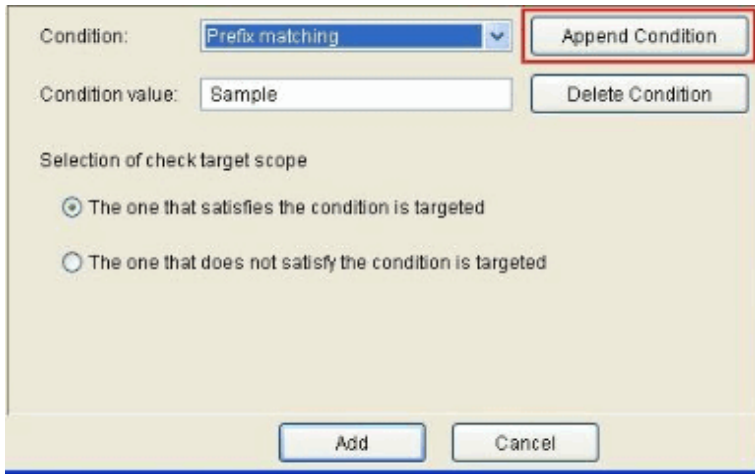 Condition: Prefix matching Append Condition
Condition value: Sample Delete Condition
Selection of check target scope
The one that satisfies the condition is targeted
The one that does not satisfy the condition is targeted
Add Cancel